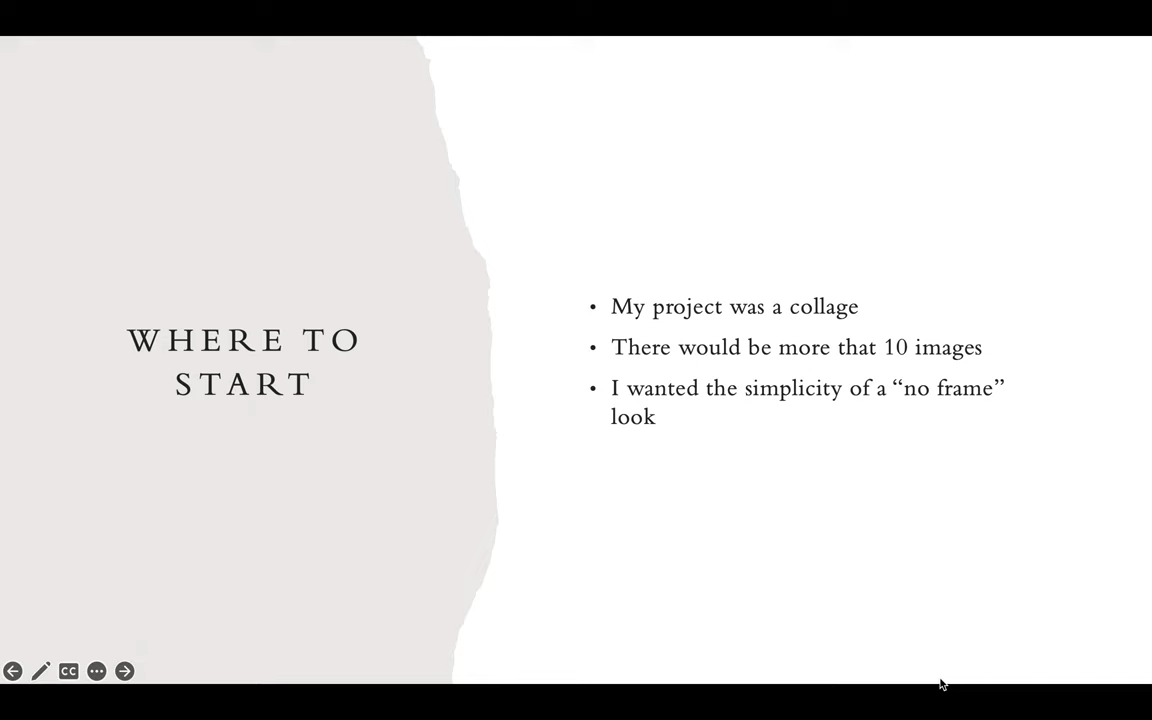 WHERE TO
START
• My project was a collage
• There would be more that 10 images
• I wanted the simplicity of a “no frame”
look
CC